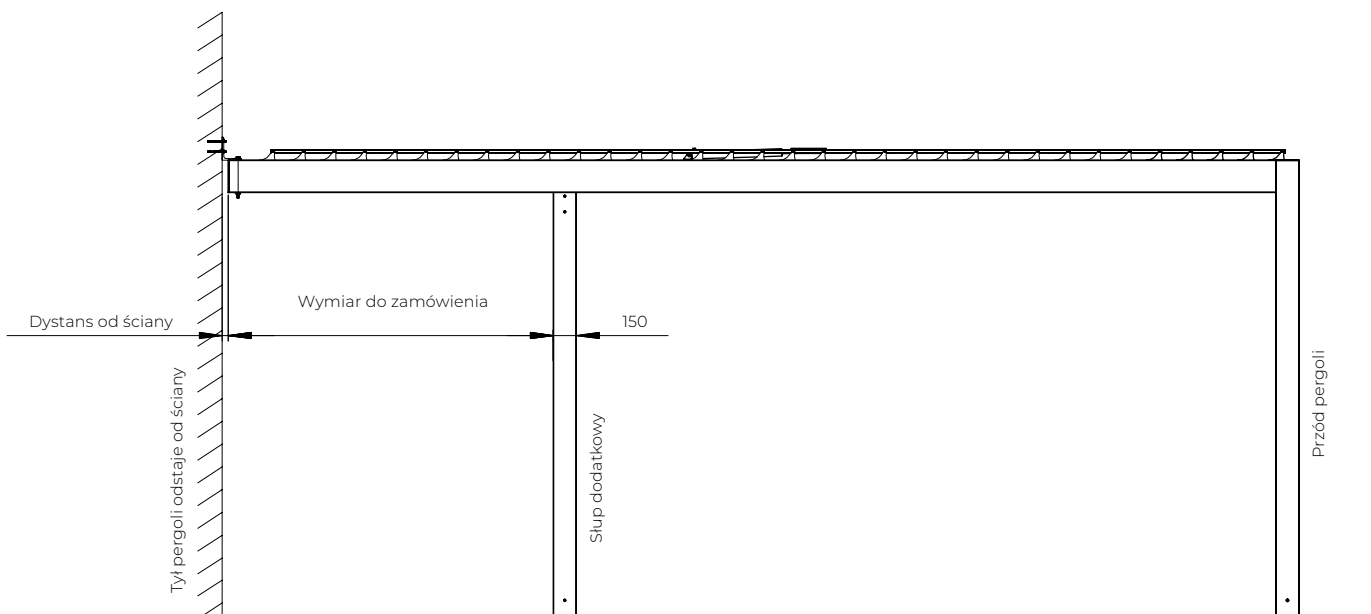 Wymiar do zamówienia
Dystans od ściany
150
Tył pergoli odstaje od ściany
Słup dodatkowy
Przód pergoli